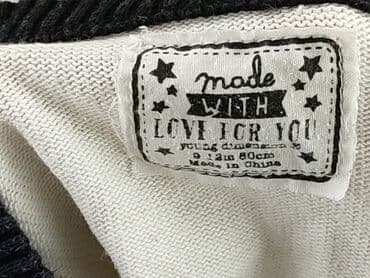 made
WITH
LOVE FOR YOU
young dimension
9 12m 80cm
Made in China